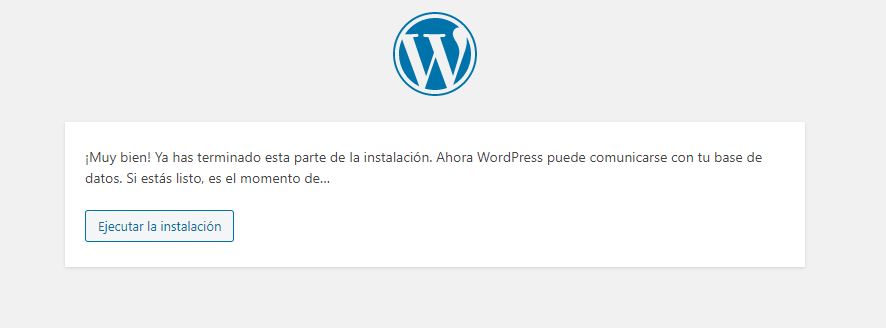 ¡Muy bien! Ya has terminado esta parte de la instalación. Ahora WordPress puede comunicarse con tu base de
datos. Si estás listo, es el momento de…
Ejecutar la instalación